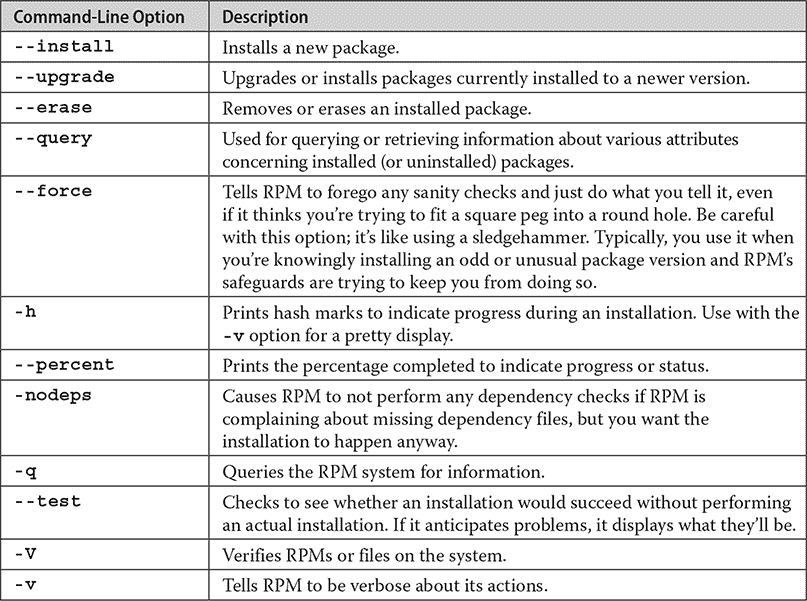 Command-Line Option Description
--install Installs a new package.
--upgrade Upgrades or installs packages currently installed to a newer version.
--erase Removes or erases an installed package.
--query Used for querying or retrieving information about various attributes
concerning installed (or uninstalled) packages.
--force Tells RPM to forego any sanity checks and just do what you tell it, even
if it thinks you're trying to fit a square peg into a round hole. Be careful
with this option; it's like using a sledgehammer. Typically, you use it when
you're knowingly installing an odd or unusual package version and RPM's
safeguards are trying to keep you from doing so.
-h Prints hash marks to indicate progress during an installation. Use with the
-v option for a pretty display.
--percent Prints the percentage completed to indicate progress or status.
-nodeps Causes RPM to not perform any dependency checks if RPM is
complaining about missing dependency files, but you want the
installation to happen anyway.
-q Queries the RPM system for information.
--test Checks to see whether an installation would succeed without performing
an actual installation. If it anticipates problems, it displays what they'll be.
-V Verifies RPMs or files on the system.
-v Tells RPM to be verbose about its actions.